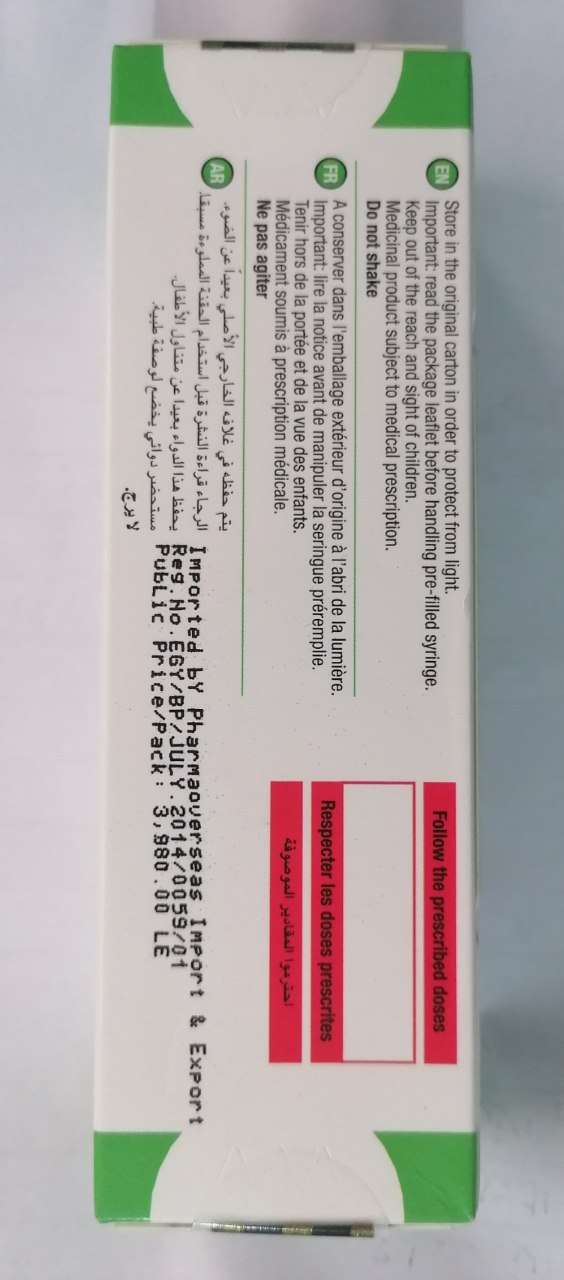 EN
Store in the original carton in order to protect from light.
Important: read the package leaflet before handling pre-filled syringe.
Keep out of the reach and sight of children.
Medicinal product subject to medical prescription.
Do not shake
FR
A conserver dans l'emballage extérieur d'origine à l'abri de la lumière.
Important: lire la notice avant de manipuler la seringue préremplie.
Tenir hors de la portée et de la vue des enfants.
Médicament soumis à prescription médicale.
Ne pas agiter
AR
يتم حفظه في غلافه الخارجي الأصلي بعيداً عن الضوء.
الرجاء قراءة النشرة قبل استخدام الحقنة المملوءة مسبقا.
يحفظ هذا الدواء بعيدا عن متناول الأطفال.
مستحضر دوائي يخضع لوصفة طبية.
لا يرج.
Follow the prescribed doses
Respecter les doses prescrites
احترموا المقادير الموصوفة
Imported bY Pharmaoverseas Import & Export
Reg.No.EGY/BP/JULY.2014/0059/01
Public Price/Pack: 3,980.00 LE